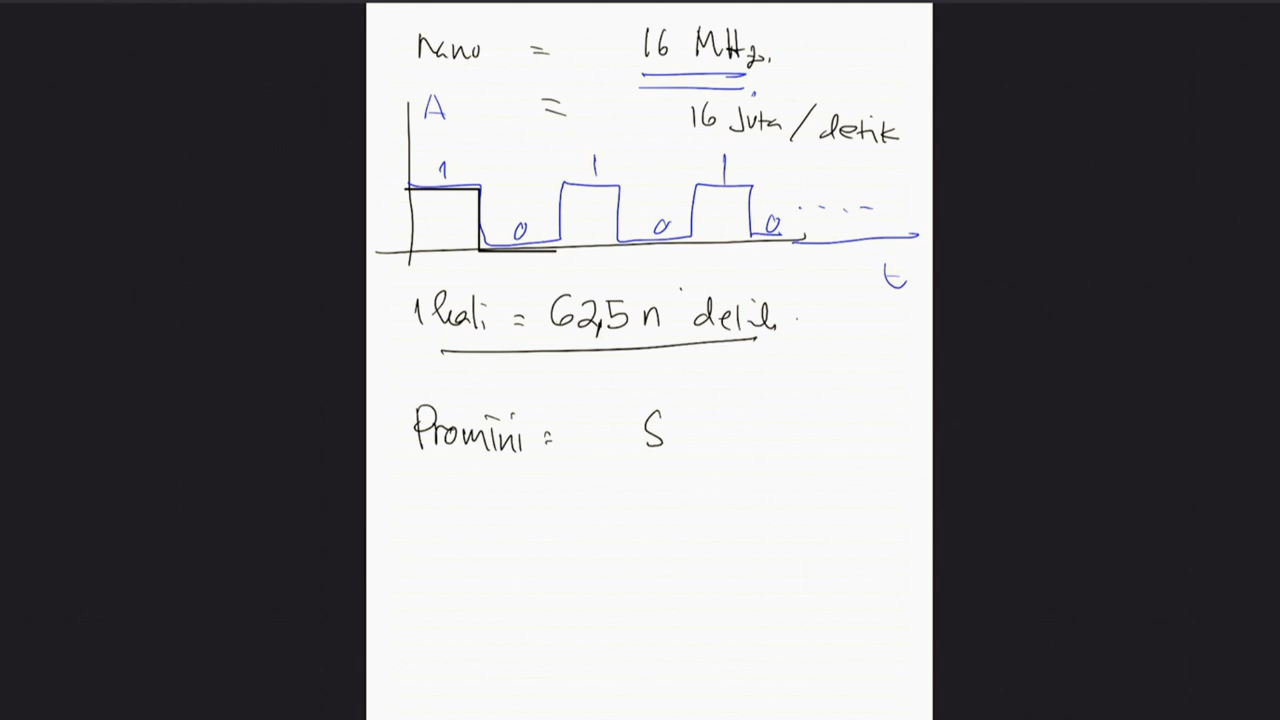 nano = 16 MHz.
A = 16 Juta / detik
1 0 1 0 1 0 ....
t
1 kali = 62,5 n detik
Promini = S